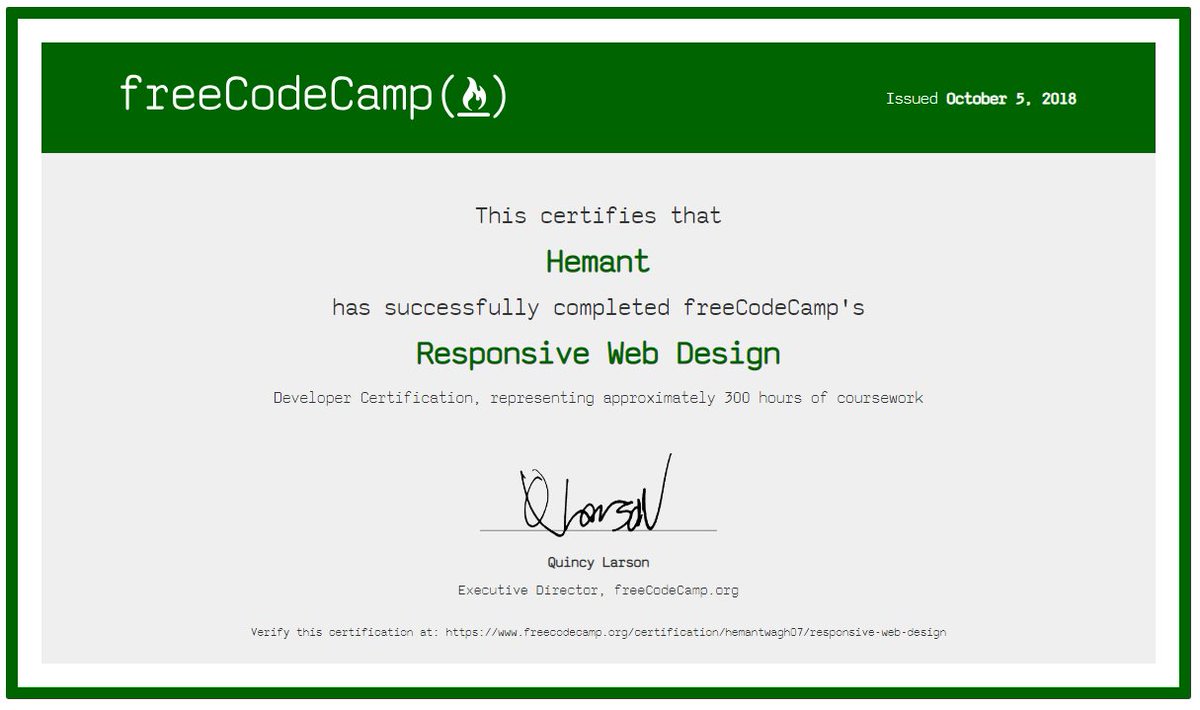 freeCodeCamp
Issued October 5, 2018
This certifies that
Hemant
has successfully completed freeCodeCamp's
Responsive Web Design
Developer Certification, representing approximately 300 hours of coursework
Q Larson
Quincy Larson
Executive Director, freeCodeCamp.org
Verify this certification at: https://www.freecodecamp.org/certification/hemantwagh07/responsive-web-design